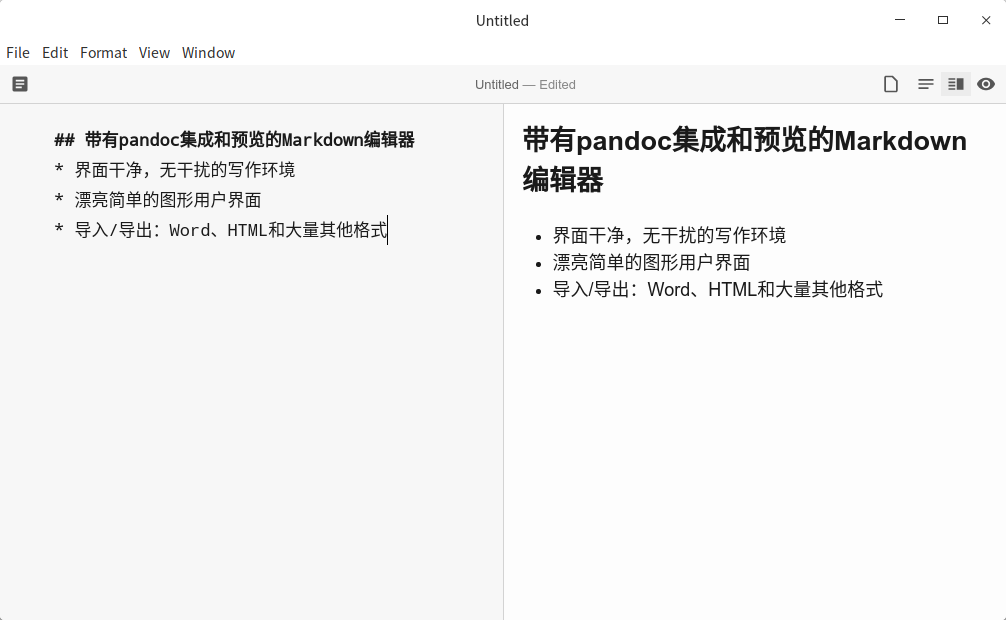 Untitled
File Edit Format View Window
Untitled — Edited
## 带有pandoc集成和预览的Markdown编辑器
* 界面干净，无干扰的写作环境
* 漂亮简单的图形用户界面
* 导入/导出：Word、HTML和大量其他格式
带有pandoc集成和预览的Markdown
编辑器
• 界面干净，无干扰的写作环境
• 漂亮简单的图形用户界面
• 导入/导出：Word、HTML和大量其他格式